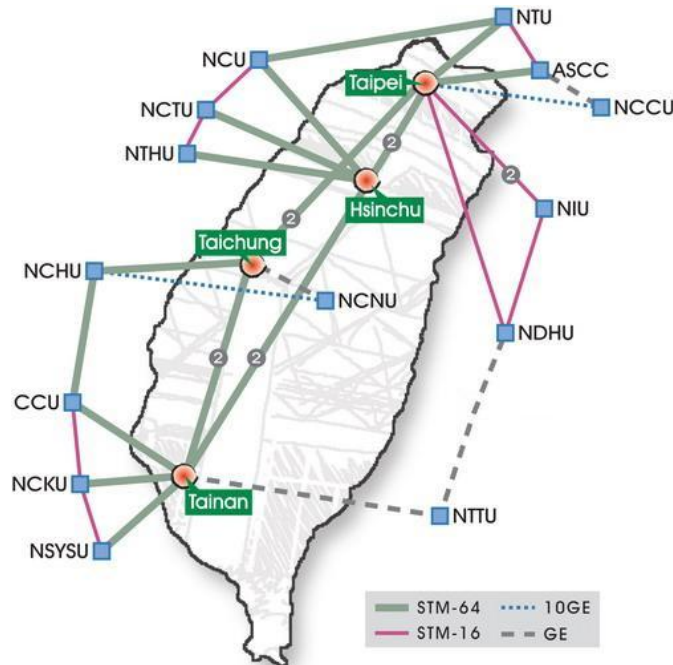 NTU
NCU
ASCC
Taipei
NCCU
NCTU
NTHU
2
Hsinchu
2
NIU
2
Taichung
NCHU
NCNU
NDHU
2
2
CCU
NCKU
Tainan
NTTU
NSYSU
STM-64
10GE
STM-16
GE